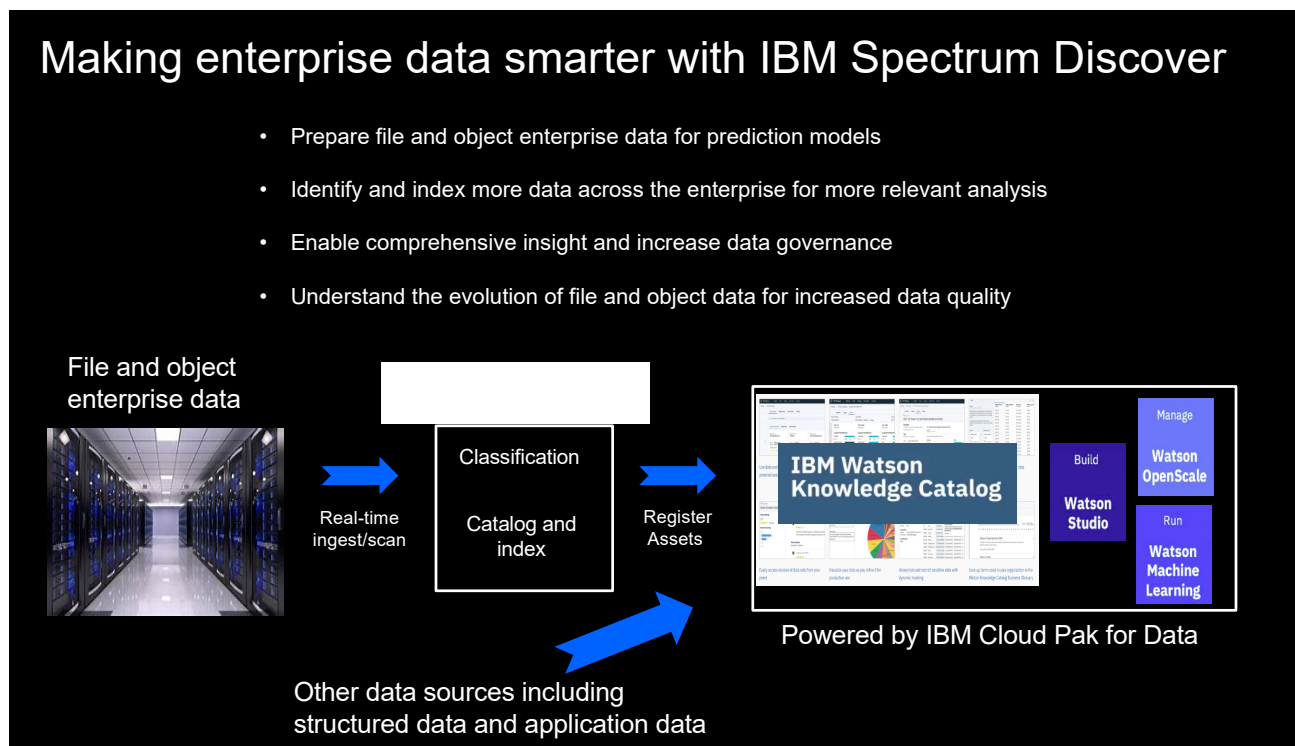 Making enterprise data smarter with IBM Spectrum Discover
• Prepare file and object enterprise data for prediction models
• Identify and index more data across the enterprise for more relevant analysis
• Enable comprehensive insight and increase data governance
• Understand the evolution of file and object data for increased data quality
File and object
enterprise data
Real-time
ingest/scan
Classification
Catalog and
index
Register
Assets
IBM Watson
Knowledge Catalog
Build
Watson
Studio
Manage
Watson
OpenScale
Run
Watson
Machine
Learning
Powered by IBM Cloud Pak for Data
Other data sources including
structured data and application data